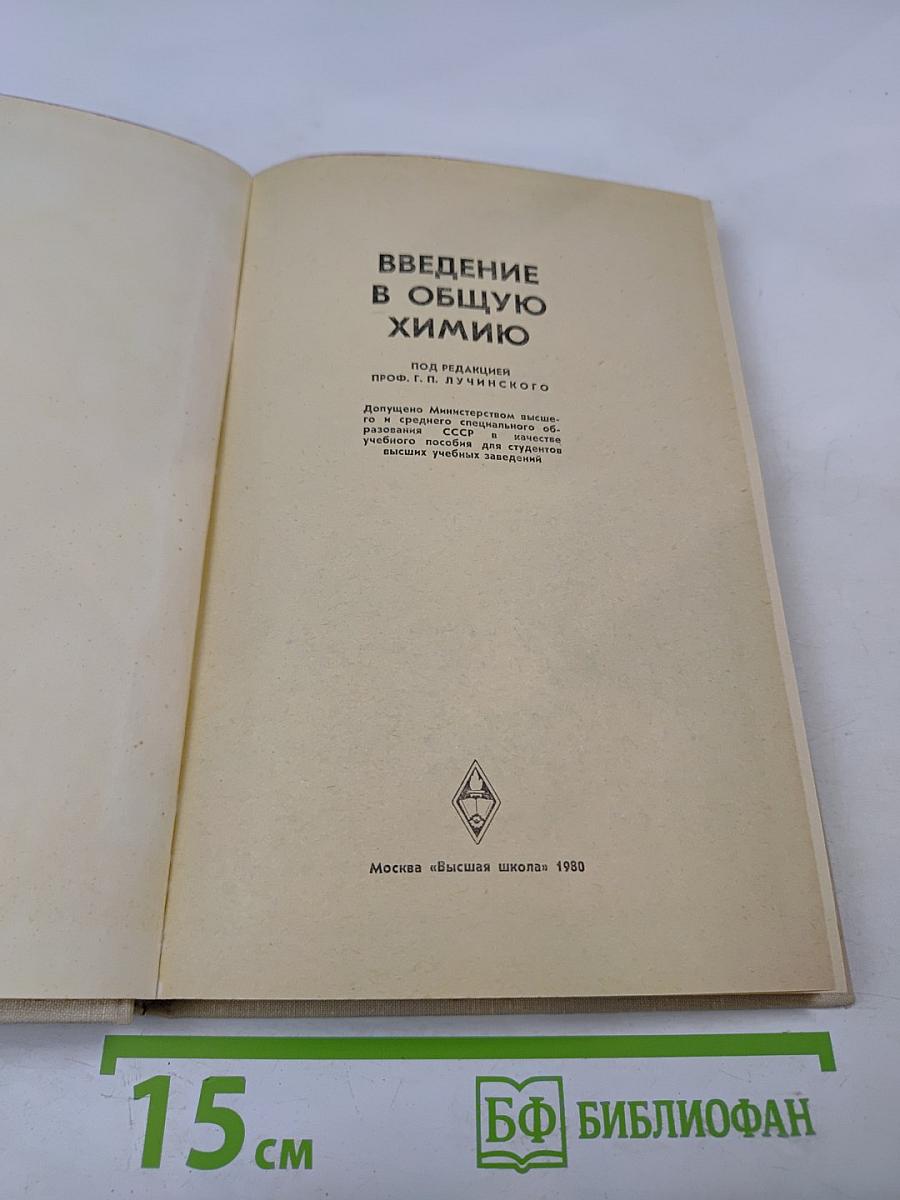 ВВЕДЕНИЕ
В ОБЩУЮ
ХИМИЮ
ПОД РЕДАКЦИЕЙ
ПРОФ. Г. П. ЛУЧИНСКОГО
Допущено Министерством высше-
го и среднего специального об-
разования СССР в качестве
учебного пособия для студентов
высших учебных заведений
Москва «Высшая школа» 1980
15 см
БФ БИБЛИОФАН